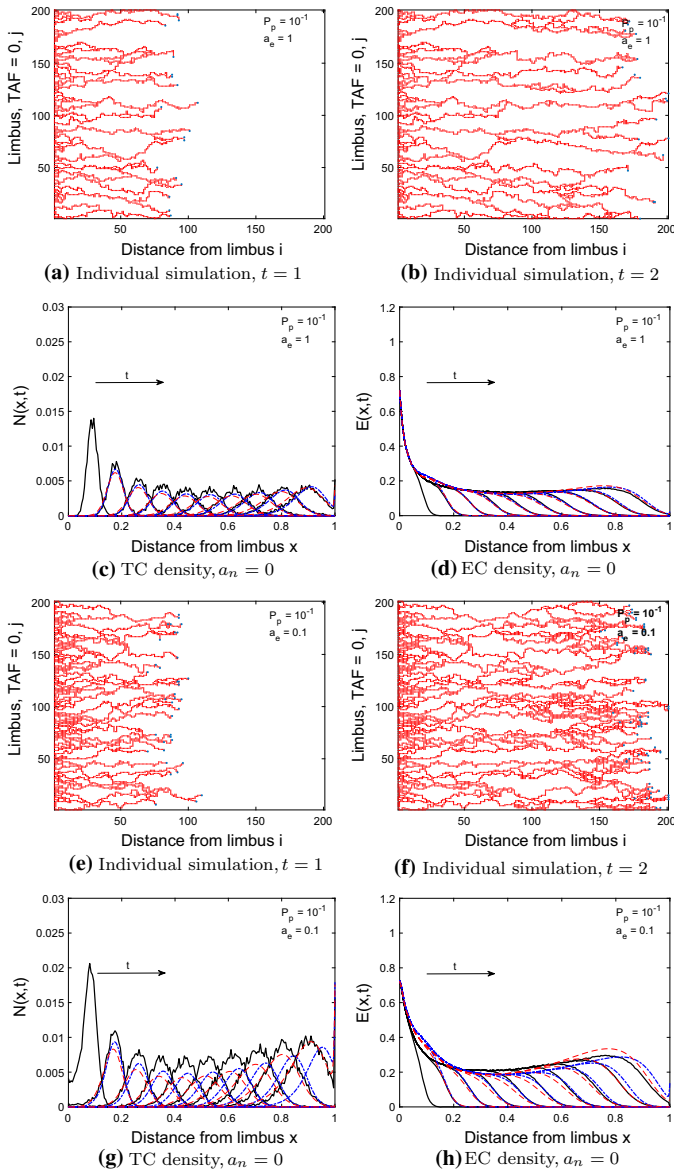 200
150
100
50
Limbus, TAF = 0, j
P_p = 10^-1
a_e = 1
0 50 100 150 200
Distance from limbus i
(a) Individual simulation, t = 1
200
150
100
50
Limbus, TAF = 0, j
P_p = 10^-1
a_e = 1
0 50 100 150 200
Distance from limbus i
(b) Individual simulation, t = 2
0.03
0.025
0.02
0.015
0.01
0.005
0
N(x,t)
P_p = 10^-1
a_e = 1
t
0 0.2 0.4 0.6 0.8 1
Distance from limbus x
(c) TC density, a_n = 0
1.2
1
0.8
0.6
0.4
0.2
0
E(x,t)
P_p = 10^-1
a_e = 1
t
0 0.2 0.4 0.6 0.8 1
Distance from limbus x
(d) EC density, a_n = 0
200
150
100
50
Limbus, TAF = 0, j
P_p = 10^-1
a_e = 0.1
0 50 100 150 200
Distance from limbus i
(e) Individual simulation, t = 1
200
150
100
50
Limbus, TAF = 0, j
P_p = 10^-1
a_e = 0.1
0 50 100 150 200
Distance from limbus i
(f) Individual simulation, t = 2
0.03
0.025
0.02
0.015
0.01
0.005
0
N(x,t)
P_p = 10^-1
a_e = 0.1
t
0 0.2 0.4 0.6 0.8 1
Distance from limbus x
(g) TC density, a_n = 0
1.2
1
0.8
0.6
0.4
0.2
0
E(x,t)
P_p = 10^-1
a_e = 0.1
t
0 0.2 0.4 0.6 0.8 1
Distance from limbus x
(h) EC density, a_n = 0